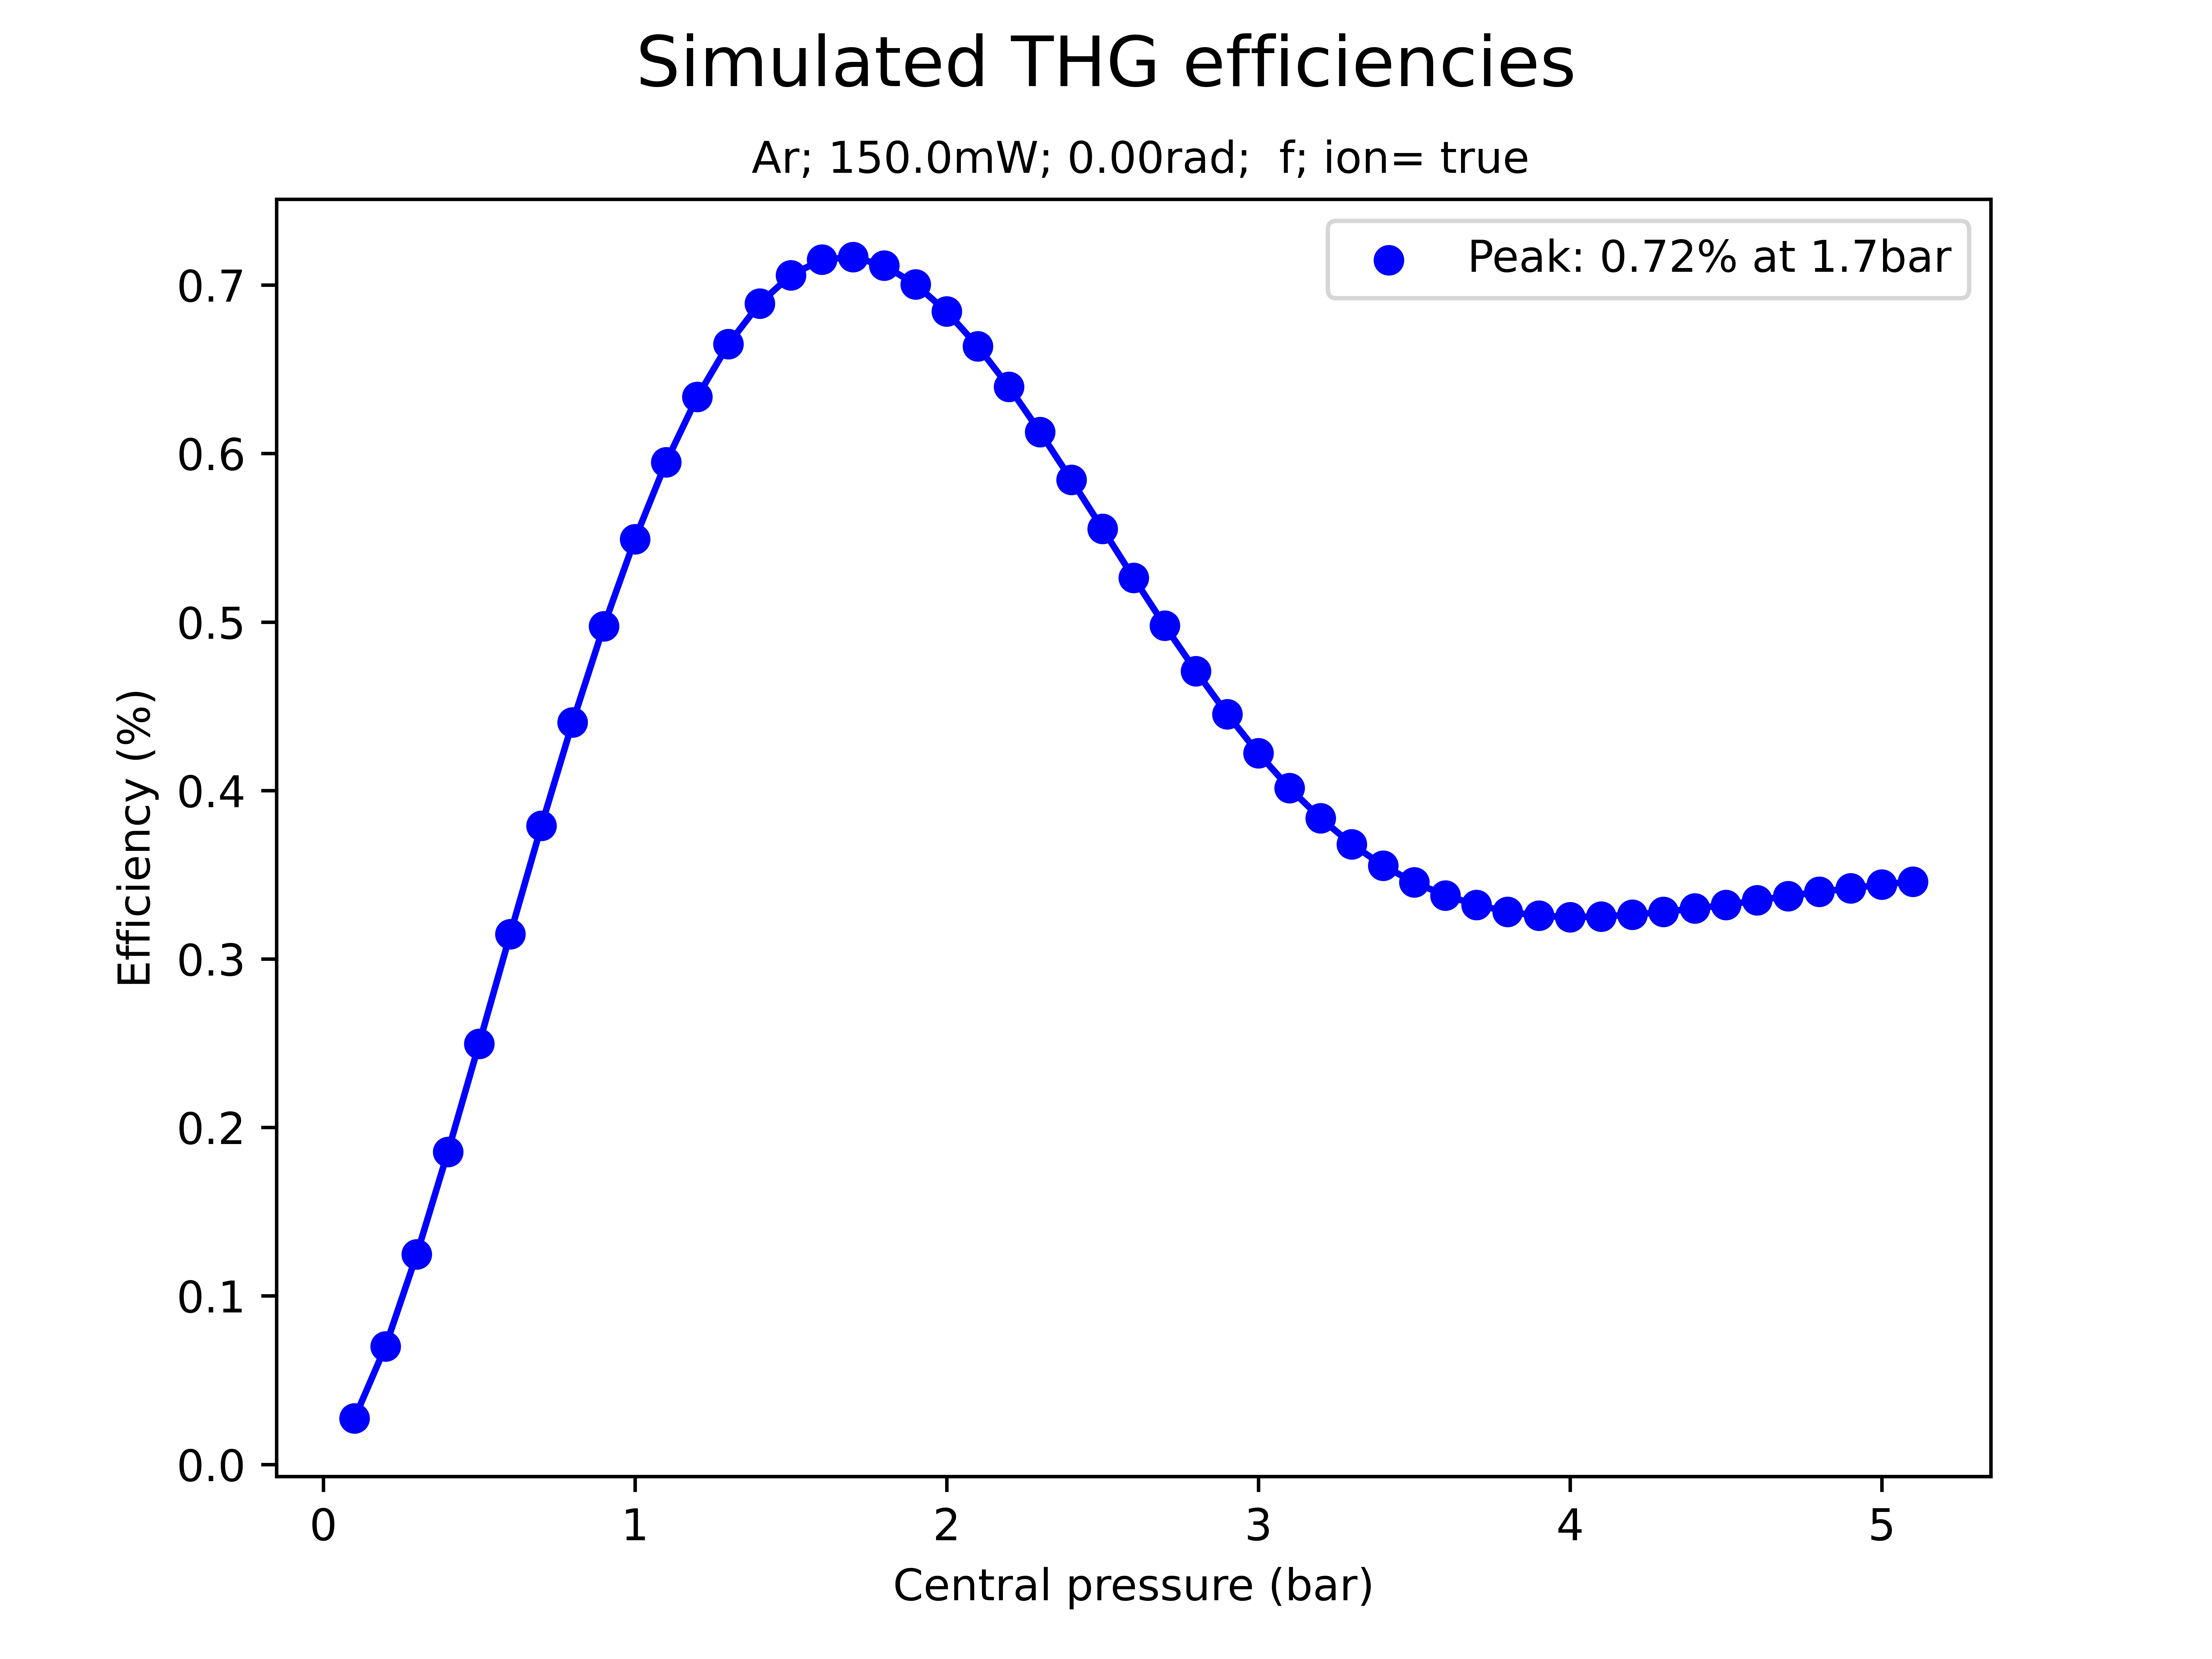 Simulated THG efficiencies
Ar; 150.0mW; 0.00rad;  f; ion= true
Peak: 0.72% at 1.7bar
0.7
0.6
0.5
0.4
0.3
0.2
0.1
0.0
Efficiency (%)
0 1 2 3 4 5
Central pressure (bar)